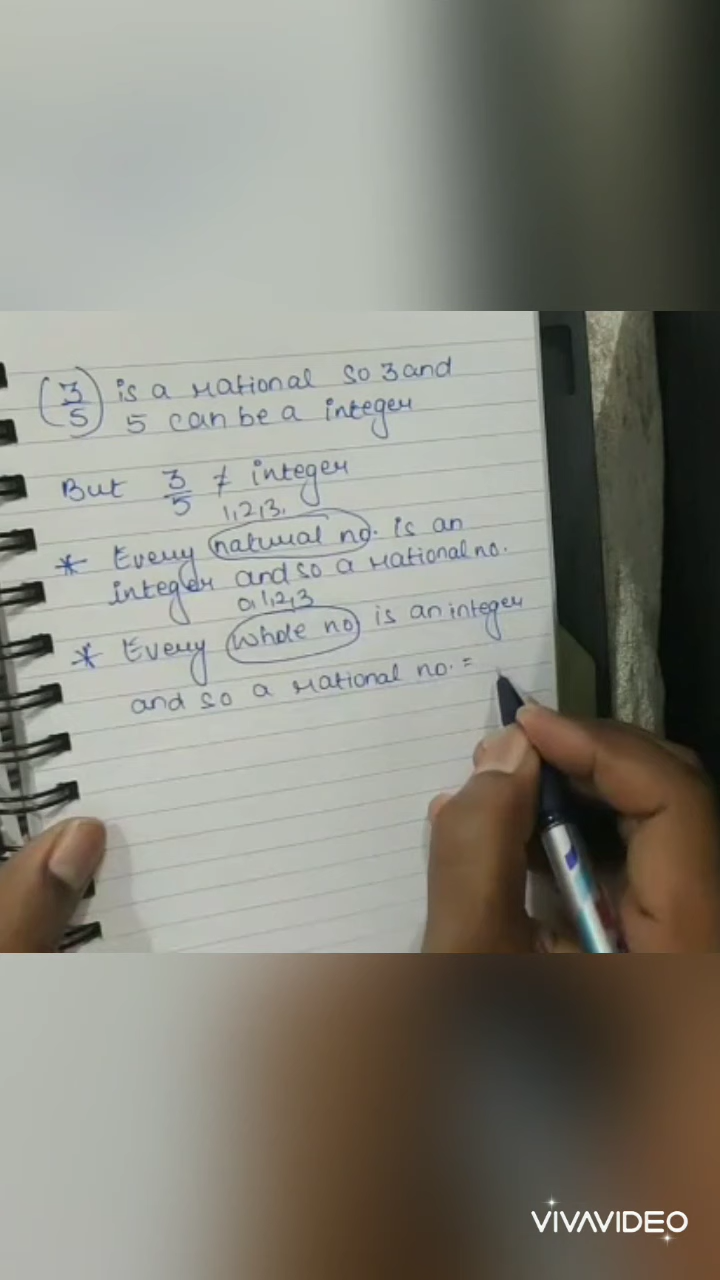 (3/5) is a rational so 3 and
5 can be a integer
But 3/5 ≠ integer
1,2,3,
* Every natural no. is an
integer and so a rational no.
0,1,2,3
* Every whole no is an integer
and so a rational no. =
VIVAVIDEO